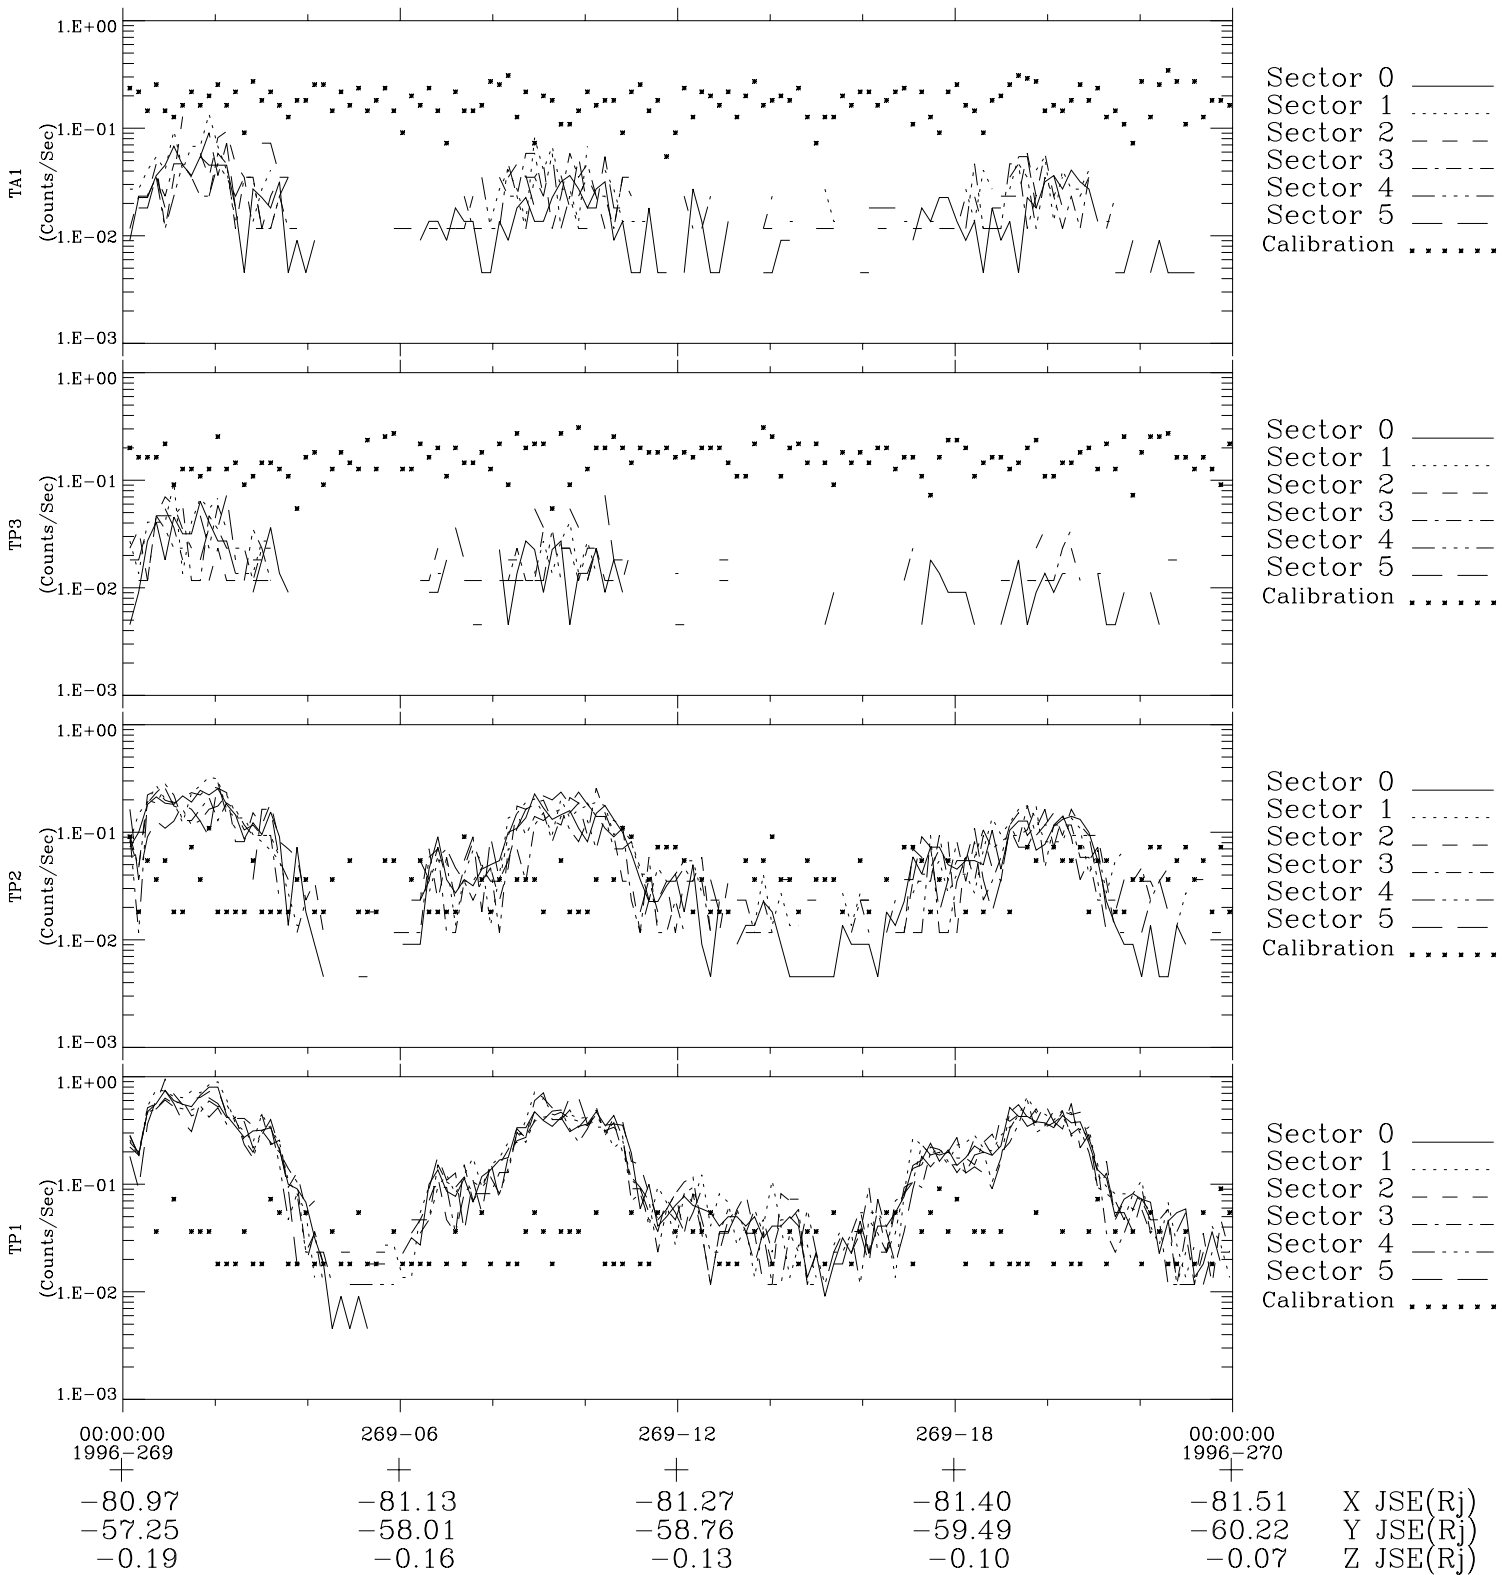 1.E+00
1.E-01
1.E-02
1.E-03
TA1
(Counts/Sec)
Sector 0
Sector 1
Sector 2
Sector 3
Sector 4
Sector 5
Calibration
1.E+00
1.E-01
1.E-02
1.E-03
TP3
(Counts/Sec)
Sector 0
Sector 1
Sector 2
Sector 3
Sector 4
Sector 5
Calibration
1.E+00
1.E-01
1.E-02
1.E-03
TP2
(Counts/Sec)
Sector 0
Sector 1
Sector 2
Sector 3
Sector 4
Sector 5
Calibration
1.E+00
1.E-01
1.E-02
1.E-03
TP1
(Counts/Sec)
Sector 0
Sector 1
Sector 2
Sector 3
Sector 4
Sector 5
Calibration
00:00:00 269-06 269-12 269-18 00:00:00
1996-269 1996-270
-80.97 -81.13 -81.27 -81.40 -81.51 X JSE(Rj)
-57.25 -58.01 -58.76 -59.49 -60.22 Y JSE(Rj)
-0.19 -0.16 -0.13 -0.10 -0.07 Z JSE(Rj)